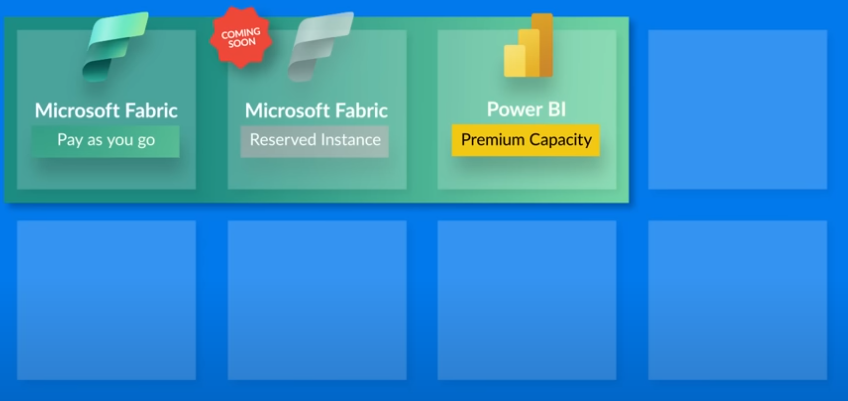 COMING
SOON
Microsoft Fabric
Pay as you go
Microsoft Fabric
Reserved Instance
Power BI
Premium Capacity